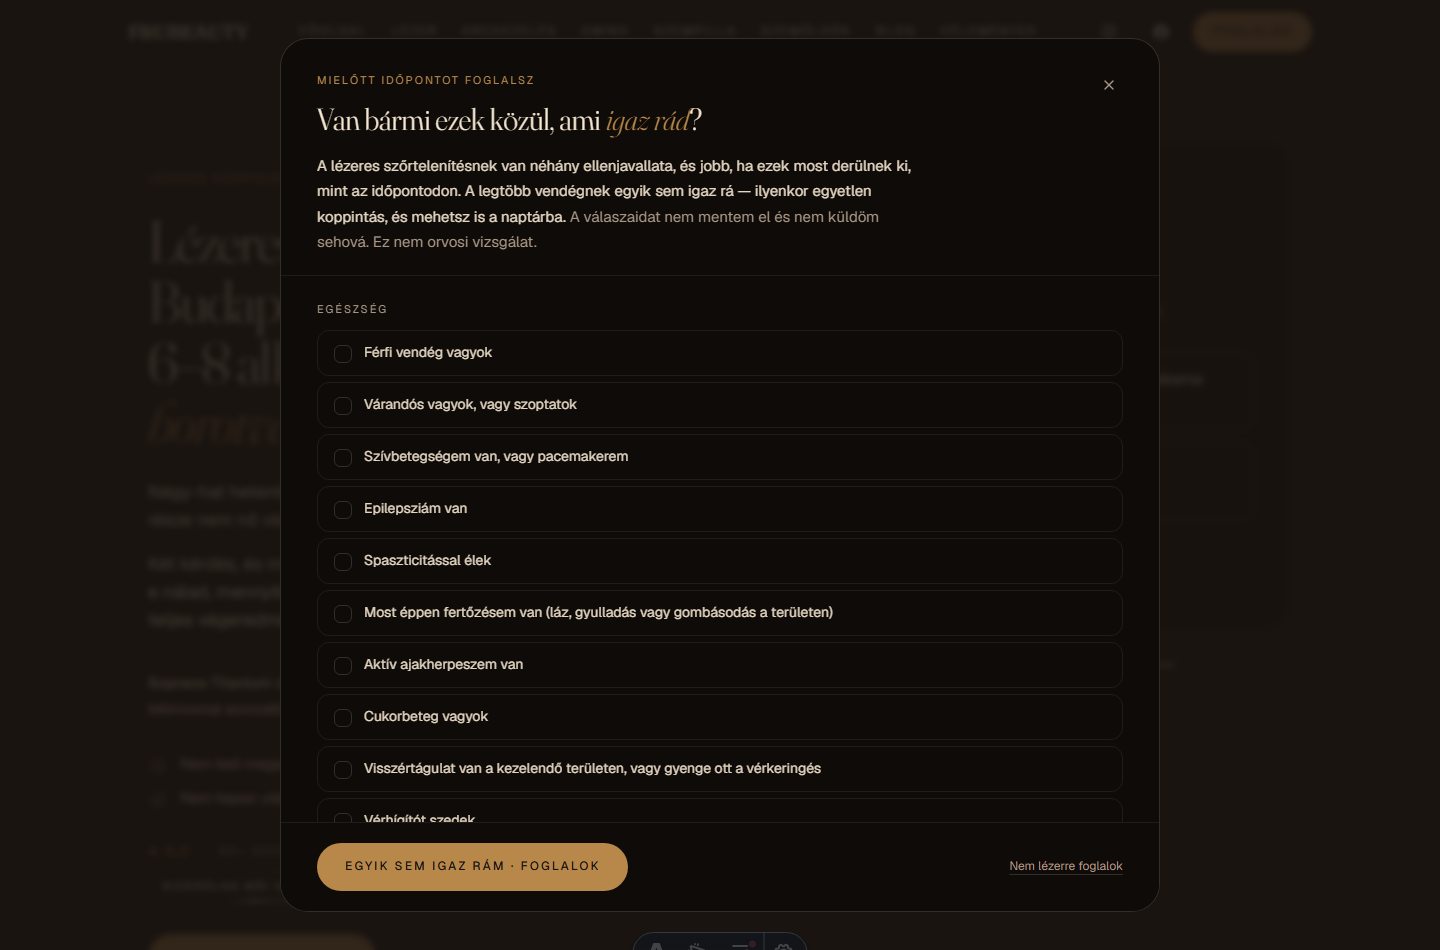 FRUBEAUTY
MIELŐTT IDŐPONTOT FOGLALSZ
×
Van bármi ezek közül, ami igaz rád?
A lézeres szőrtelenítésnek van néhány ellenjavallata, és jobb, ha ezek most derülnek ki,
mint az időpontodon. A legtöbb vendégnek egyik sem igaz rá — ilyenkor egyetlen
koppintás, és mehetsz is a naptárba. A válaszaidat nem mentem el és nem küldöm
sehová. Ez nem orvosi vizsgálat.
EGÉSZSÉG
Férfi vendég vagyok
Várandós vagyok, vagy szoptatok
Szívbetegségem van, vagy pacemakerem
Epilepsziám van
Spaszticitással élek
Most éppen fertőzésem van (láz, gyulladás vagy gombásodás a területen)
Aktív ajakherpeszem van
Cukorbeteg vagyok
Visszértágulat van a kezelendő területen, vagy gyenge ott a vérkeringés
Vérhígítót szedek
EGYIK SEM IGAZ RÁM · FOGLALOK
Nem lézerre foglalok